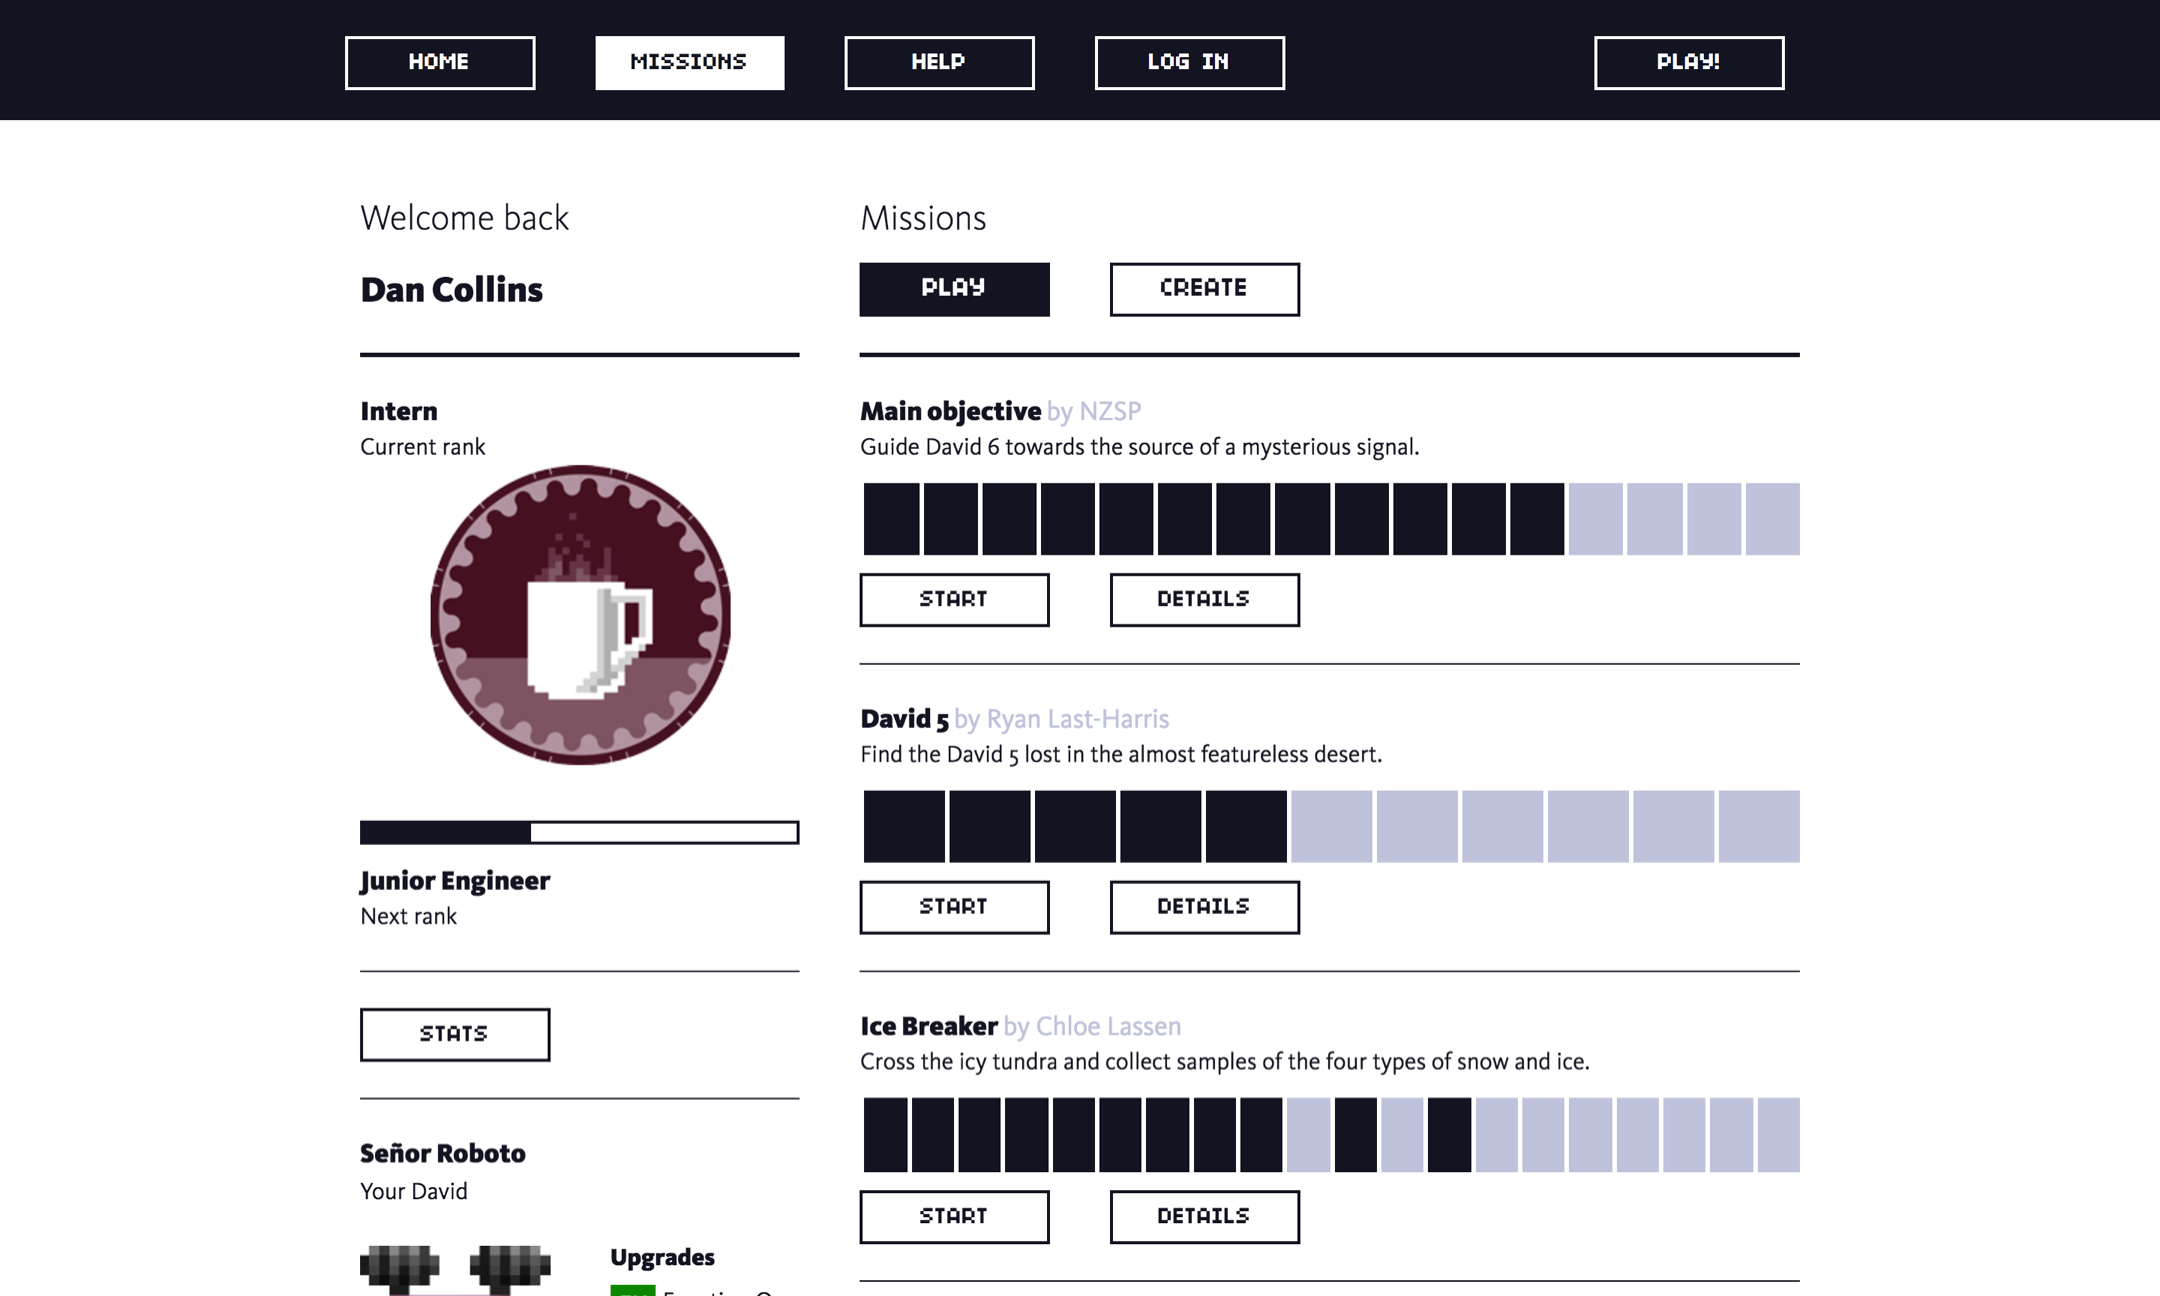 HOME MISSIONS HELP LOG IN PLAY!
Welcome back
Dan Collins
Intern
Current rank
Junior Engineer
Next rank
STATS
Señor Roboto
Your David
Upgrades
Missions
PLAY CREATE
Main objective by NZSP
Guide David 6 towards the source of a mysterious signal.
START DETAILS
David 5 by Ryan Last-Harris
Find the David 5 lost in the almost featureless desert.
START DETAILS
Ice Breaker by Chloe Lassen
Cross the icy tundra and collect samples of the four types of snow and ice.
START DETAILS